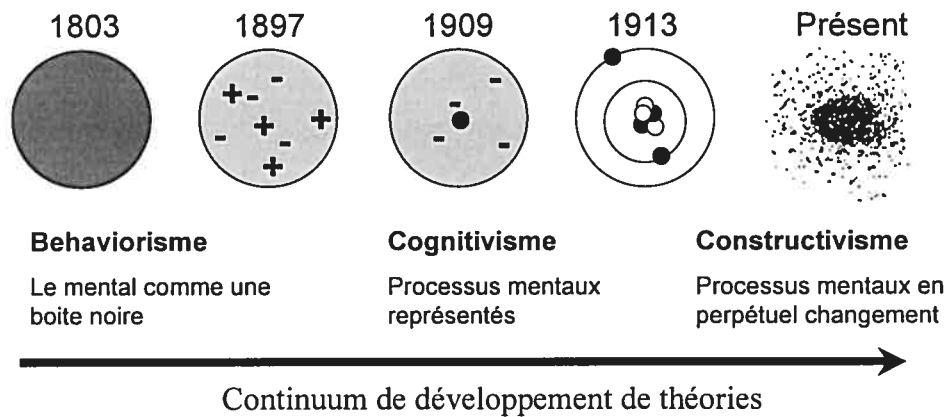 1803 1897 1909 1913 Présent
+ - - + + - - +
- - - -
Behaviorisme Cognitivisme Constructivisme
Le mental comme une Processus mentaux Processus mentaux en
boite noire représentés perpétuel changement
Continuum de développement de théories